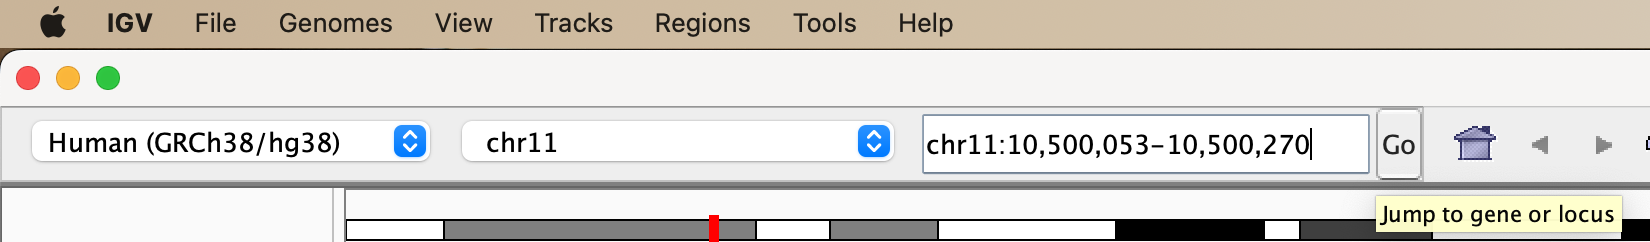 IGV File Genomes View Tracks Regions Tools Help
Human (GRCh38/hg38) chr11 chr11:10,500,053-10,500,270 Go
Jump to gene or locus